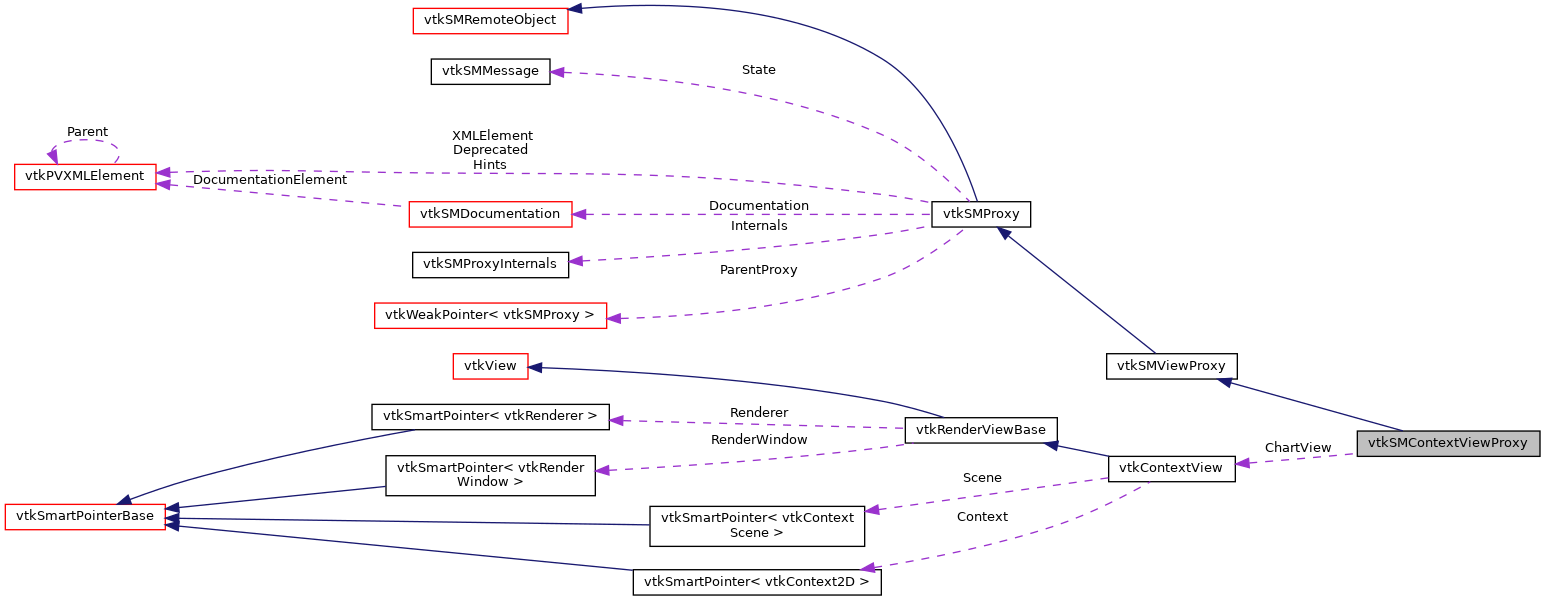 vtkSMRemoteObject
State
vtkSMMessage
Parent
XMLElement
Deprecated
Hints
vtkPVXMLElement
DocumentationElement
Documentation
vtkSMDocumentation
vtkSMProxy
Internals
vtkSMProxyInternals
ParentProxy
vtkWeakPointer< vtkSMProxy >
vtkView
vtkSMViewProxy
Renderer
vtkSmartPointer< vtkRenderer >
vtkRenderViewBase
RenderWindow
vtkSMContextViewProxy
ChartView
vtkSmartPointer< vtkRender
Window >
vtkContextView
Scene
vtkSmartPointerBase
vtkSmartPointer< vtkContext
Scene >
Context
vtkSmartPointer< vtkContext2D >